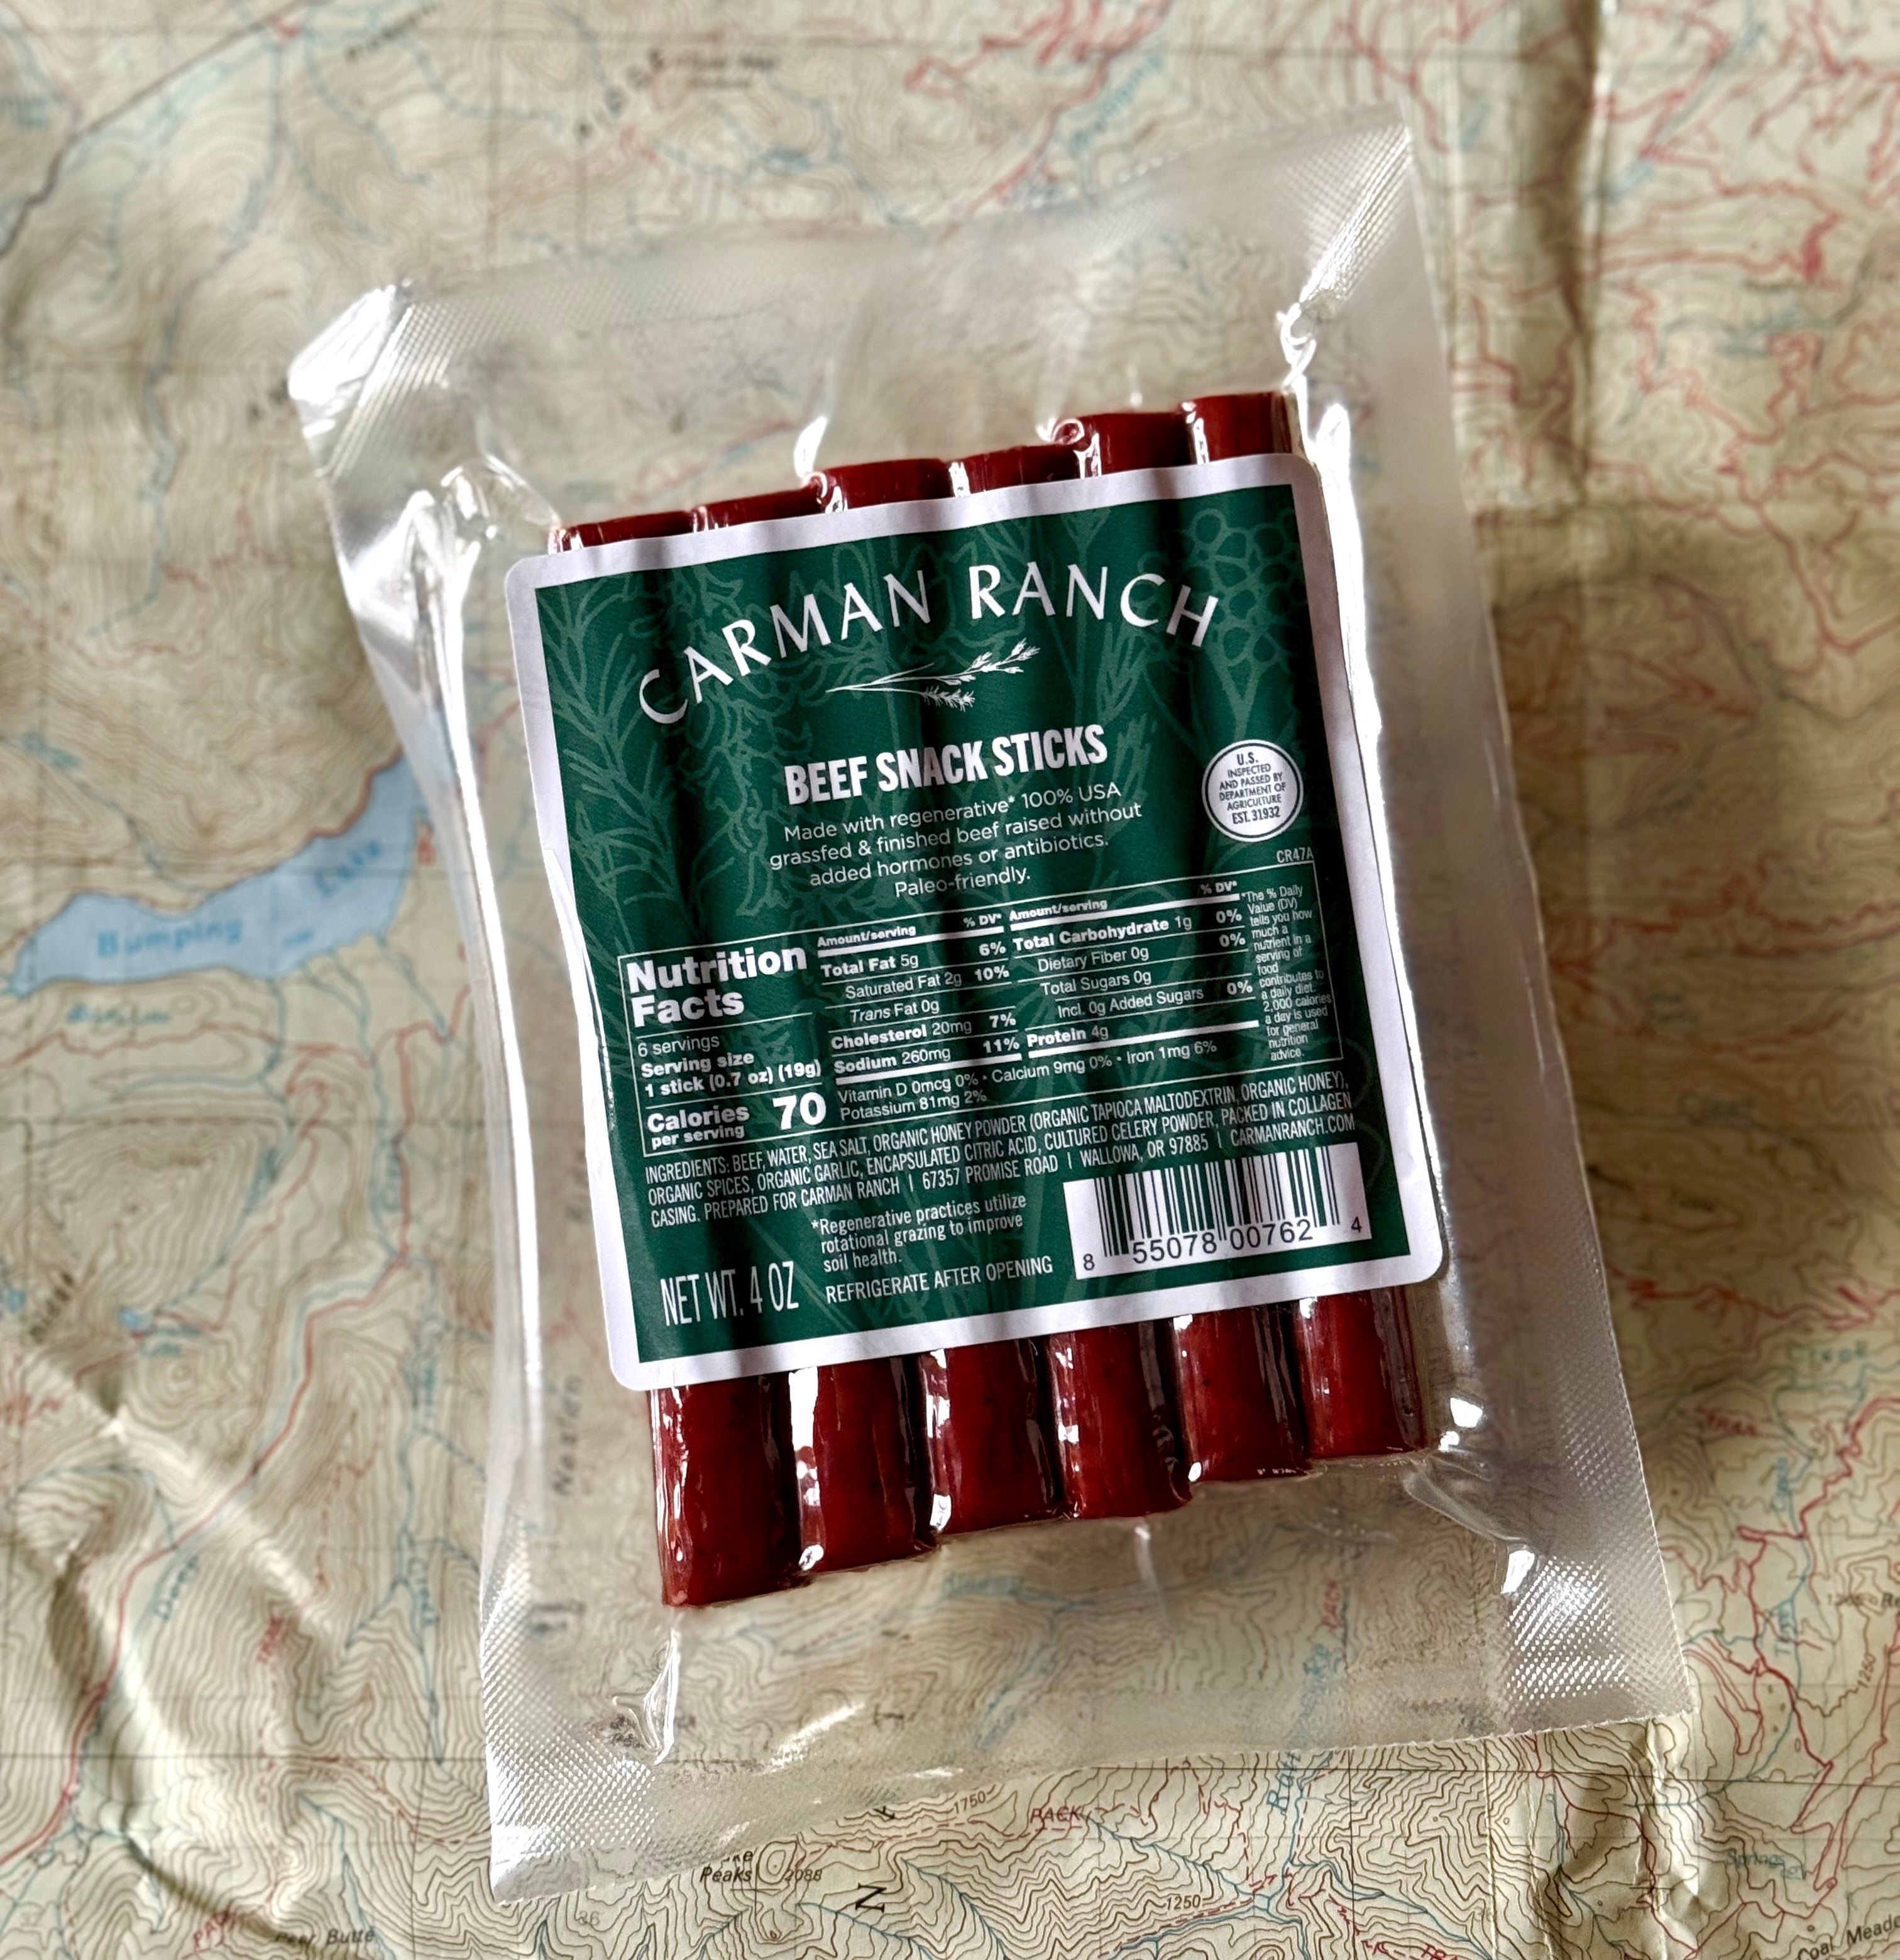 CARMAN RANCH
BEEF SNACK STICKS
Made with regenerative* 100% USA
grassfed & finished beef raised without
added hormones or antibiotics.
Paleo-friendly.
U.S.
INSPECTED
AND PASSED BY
DEPARTMENT OF
AGRICULTURE
EST. 31932
CR47A
Nutrition
Facts
6 servings
Serving size
1 stick (0.7 oz) (19g)
Calories 70
per serving
Amount/serving % DV*
Total Fat 5g 6%
Saturated Fat 2g 10%
Trans Fat 0g
Cholesterol 20mg 7%
Sodium 260mg 11%
Amount/serving % DV*
Total Carbohydrate 1g 0%
Dietary Fiber 0g 0%
Total Sugars 0g
Incl. 0g Added Sugars 0%
Protein 4g
Vitamin D 0mcg 0% • Calcium 9mg 0% • Iron 1mg 6%
Potassium 81mg 2%
*The % Daily
Value (DV)
tells you how
much a
nutrient in a
serving of
food
contributes to
a daily diet.
2,000 calories
a day is used
for general
nutrition
advice.
INGREDIENTS: BEEF, WATER, SEA SALT, ORGANIC HONEY POWDER (ORGANIC TAPIOCA MALTODEXTRIN, ORGANIC HONEY),
ORGANIC SPICES, ORGANIC GARLIC, ENCAPSULATED CITRIC ACID, CULTURED CELERY POWDER, PACKED IN COLLAGEN
CASING. PREPARED FOR CARMAN RANCH | 67357 PROMISE ROAD | WALLOWA, OR 97885 | CARMANRANCH.COM
*Regenerative practices utilize
rotational grazing to improve
soil health.
NET WT. 4 OZ
REFRIGERATE AFTER OPENING
8 55078 00762 4
Bumping
Lake
1750
PACK
Peaks
2088
N
1250
36
Butte
Springs
1250